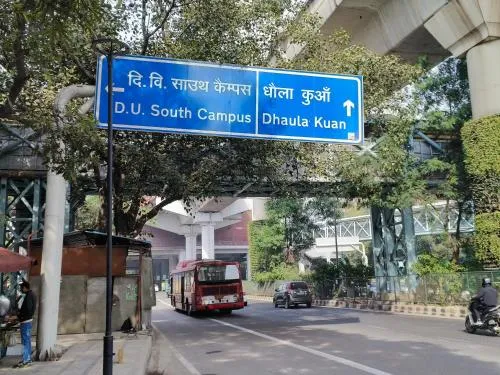 दि. वि. साउथ कैम्पस
D.U. South Campus
धौला कुआँ
Dhaula Kuan